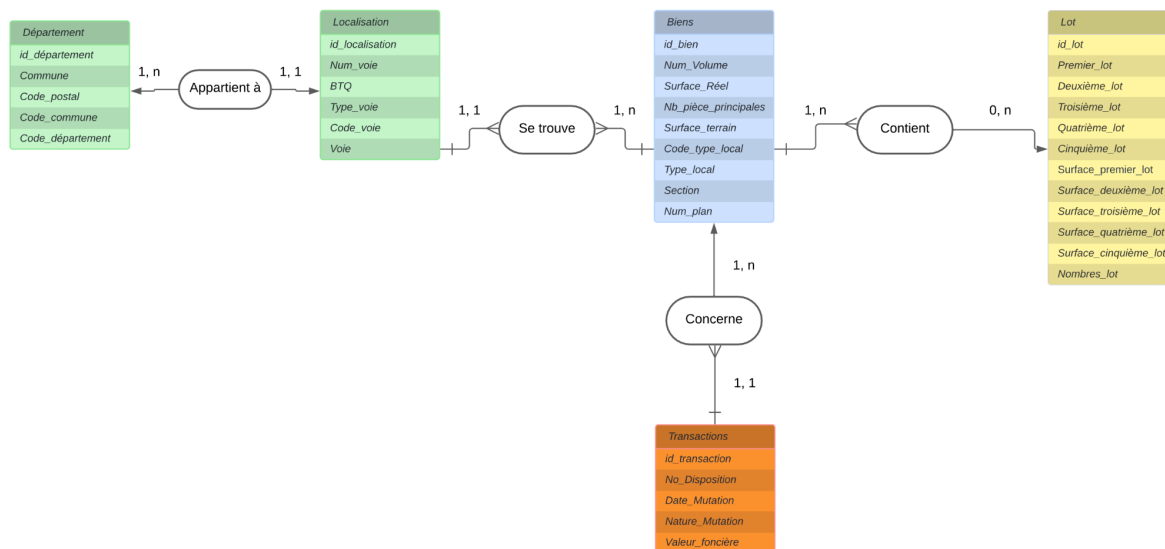 Département
id_département
Commune
Code_postal
Code_commune
Code_département
1, n
Appartient à
1, 1
Localisation
id_localisation
Num_voie
BTQ
Type_voie
Code_voie
Voie
1, 1
Se trouve
1, n
Biens
id_bien
Num_Volume
Surface_Réel
Nb_pièce_principales
Surface_terrain
Code_type_local
Type_local
Section
Num_plan
1, n
Contient
0, n
Lot
id_lot
Premier_lot
Deuxième_lot
Troisième_lot
Quatrième_lot
Cinquième_lot
Surface_premier_lot
Surface_deuxième_lot
Surface_troisième_lot
Surface_quatrième_lot
Surface_cinquième_lot
Nombres_lot
1, n
Concerne
1, 1
Transactions
id_transaction
No_Disposition
Date_Mutation
Nature_Mutation
Valeur_foncière